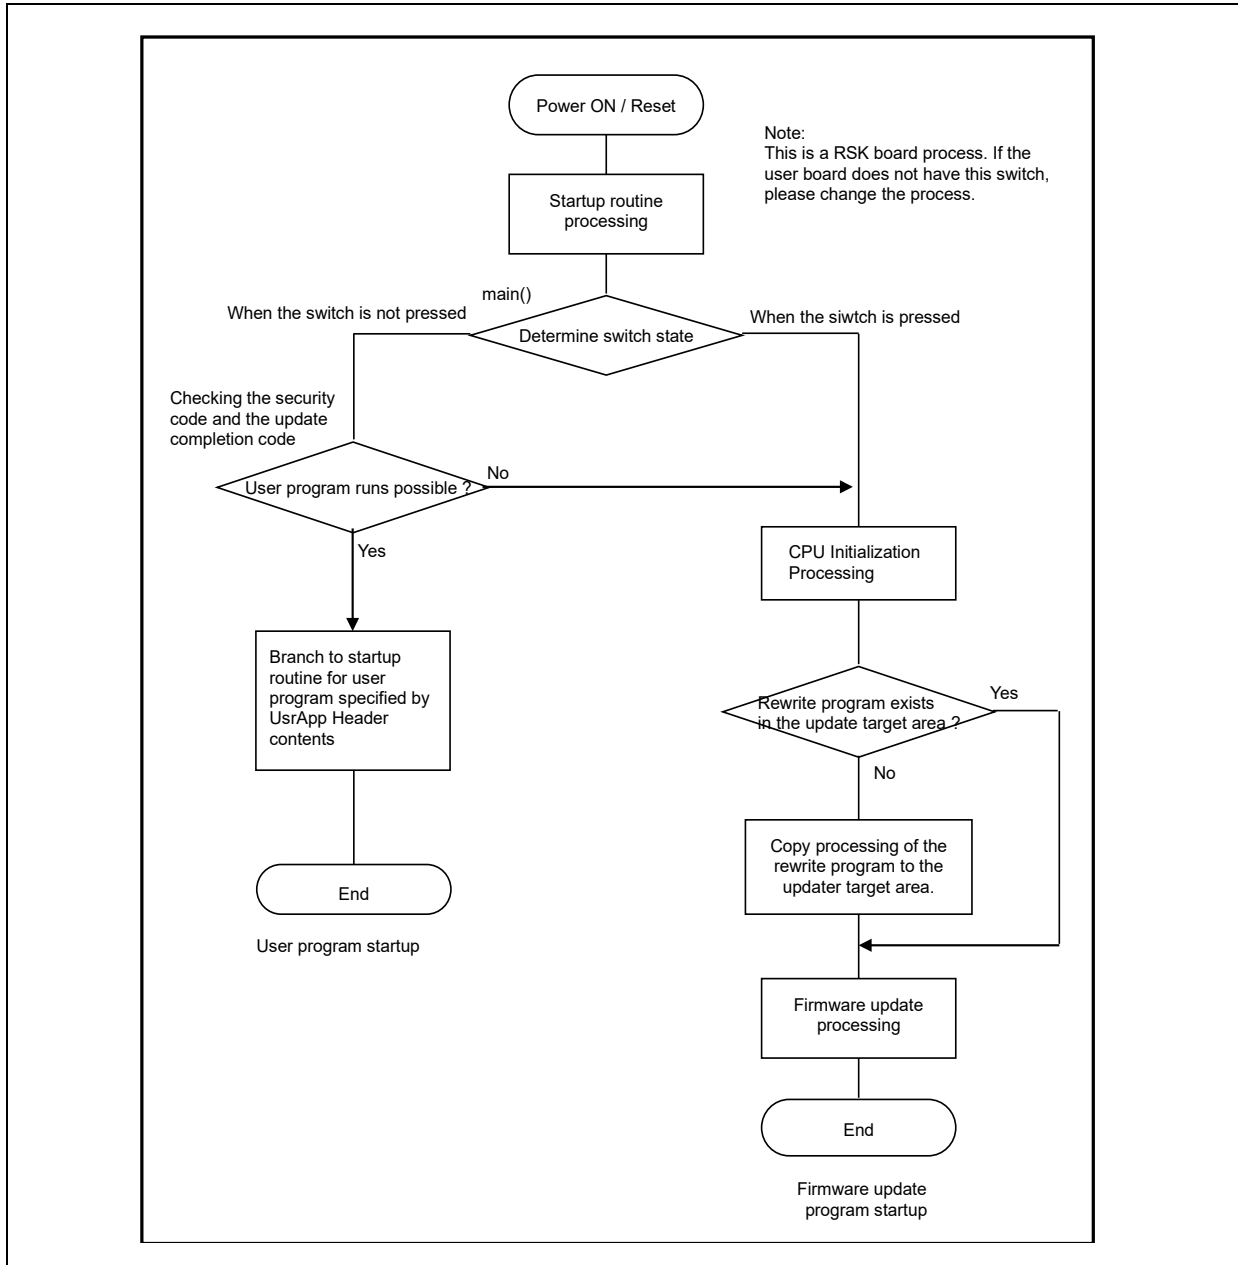 Power ON / Reset
Note:
This is a RSK board process. If the
user board does not have this switch,
please change the process.
Startup routine
processing
main()
When the switch is not pressed
When the siwtch is pressed
Determine switch state
Checking the security
code and the update
completion code
No
User program runs possible ?
Yes
CPU Initialization
Processing
Branch to startup
routine for user
program specified by
UsrApp Header
contents
Yes
Rewrite program exists
in the update target area ?
No
Copy processing of the
rewrite program to the
updater target area.
End
User program startup
Firmware update
processing
End
Firmware update
program startup